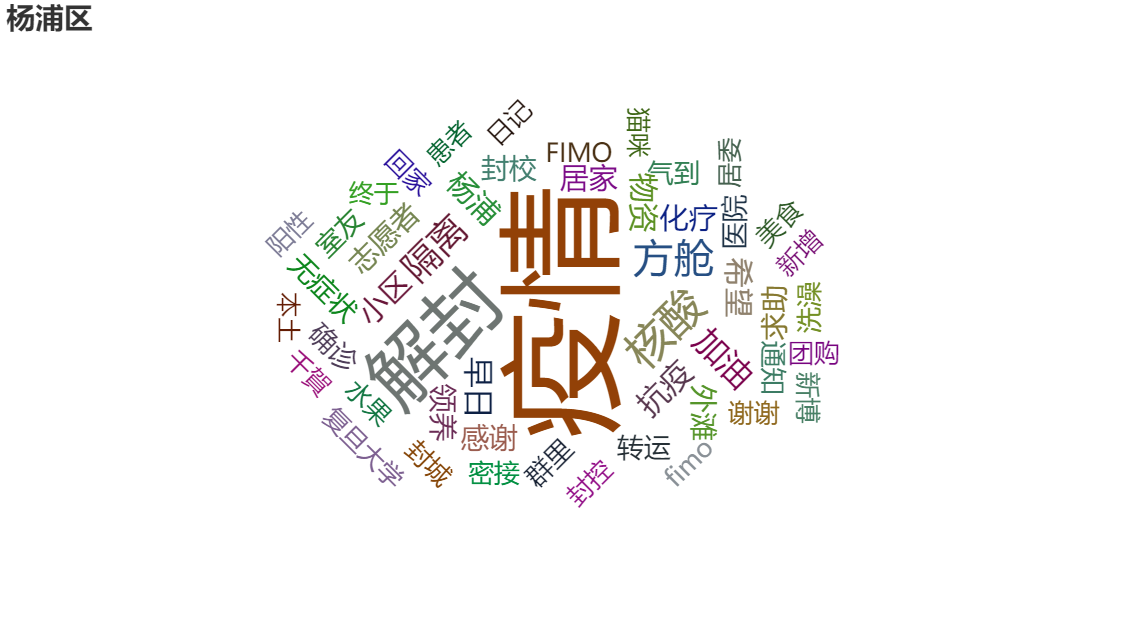 杨浦区
日记
猫咪
患者
FIMO
居委
封校
气到
回家
居家
终于
杨浦
物资
化疗
医院
美食
阳性
室友
志愿者
隔离
疫情
方舱
新增
无症状
小区
希望
求助
洗澡
本土
确诊
解封
核酸
加油
通知
团购
干賀
水果
领养
早日
抗疫
外滩
谢谢
新博
复旦大学
封城
感谢
密接
群里
封控
转运
fimo